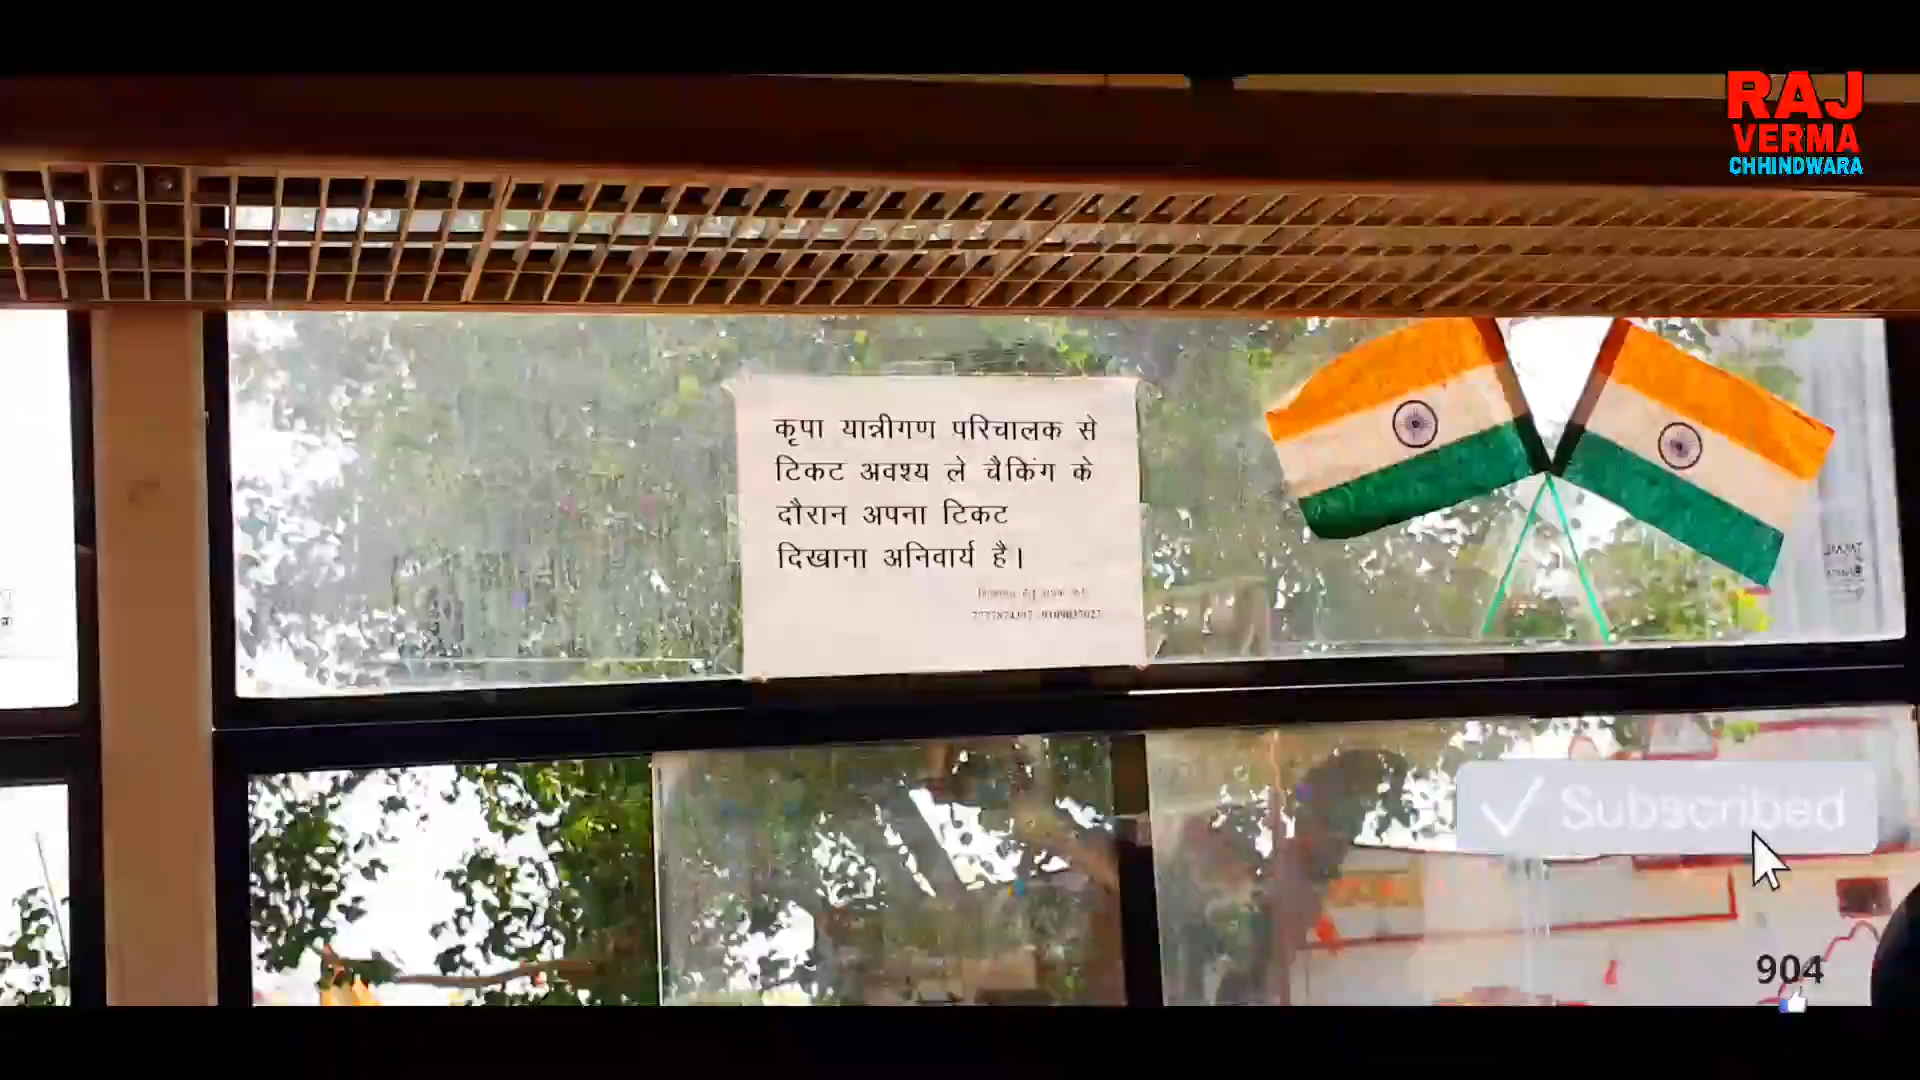 RAJ
VERMA
CHHINDWARA
कृपा यात्रीगण परिचालक से
टिकट अवश्य ले चैकिंग के
दौरान अपना टिकट
दिखाना अनिवार्य है।
Subscribed
904